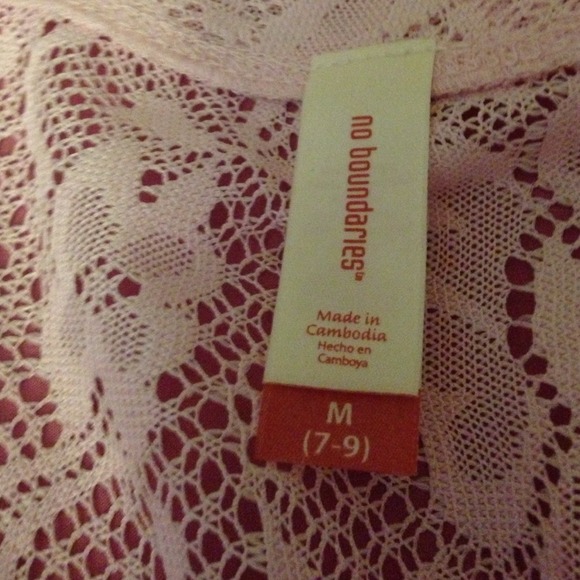 no boundaries™
Made in
Cambodia
Hecho en
Camboya
M
(7-9)